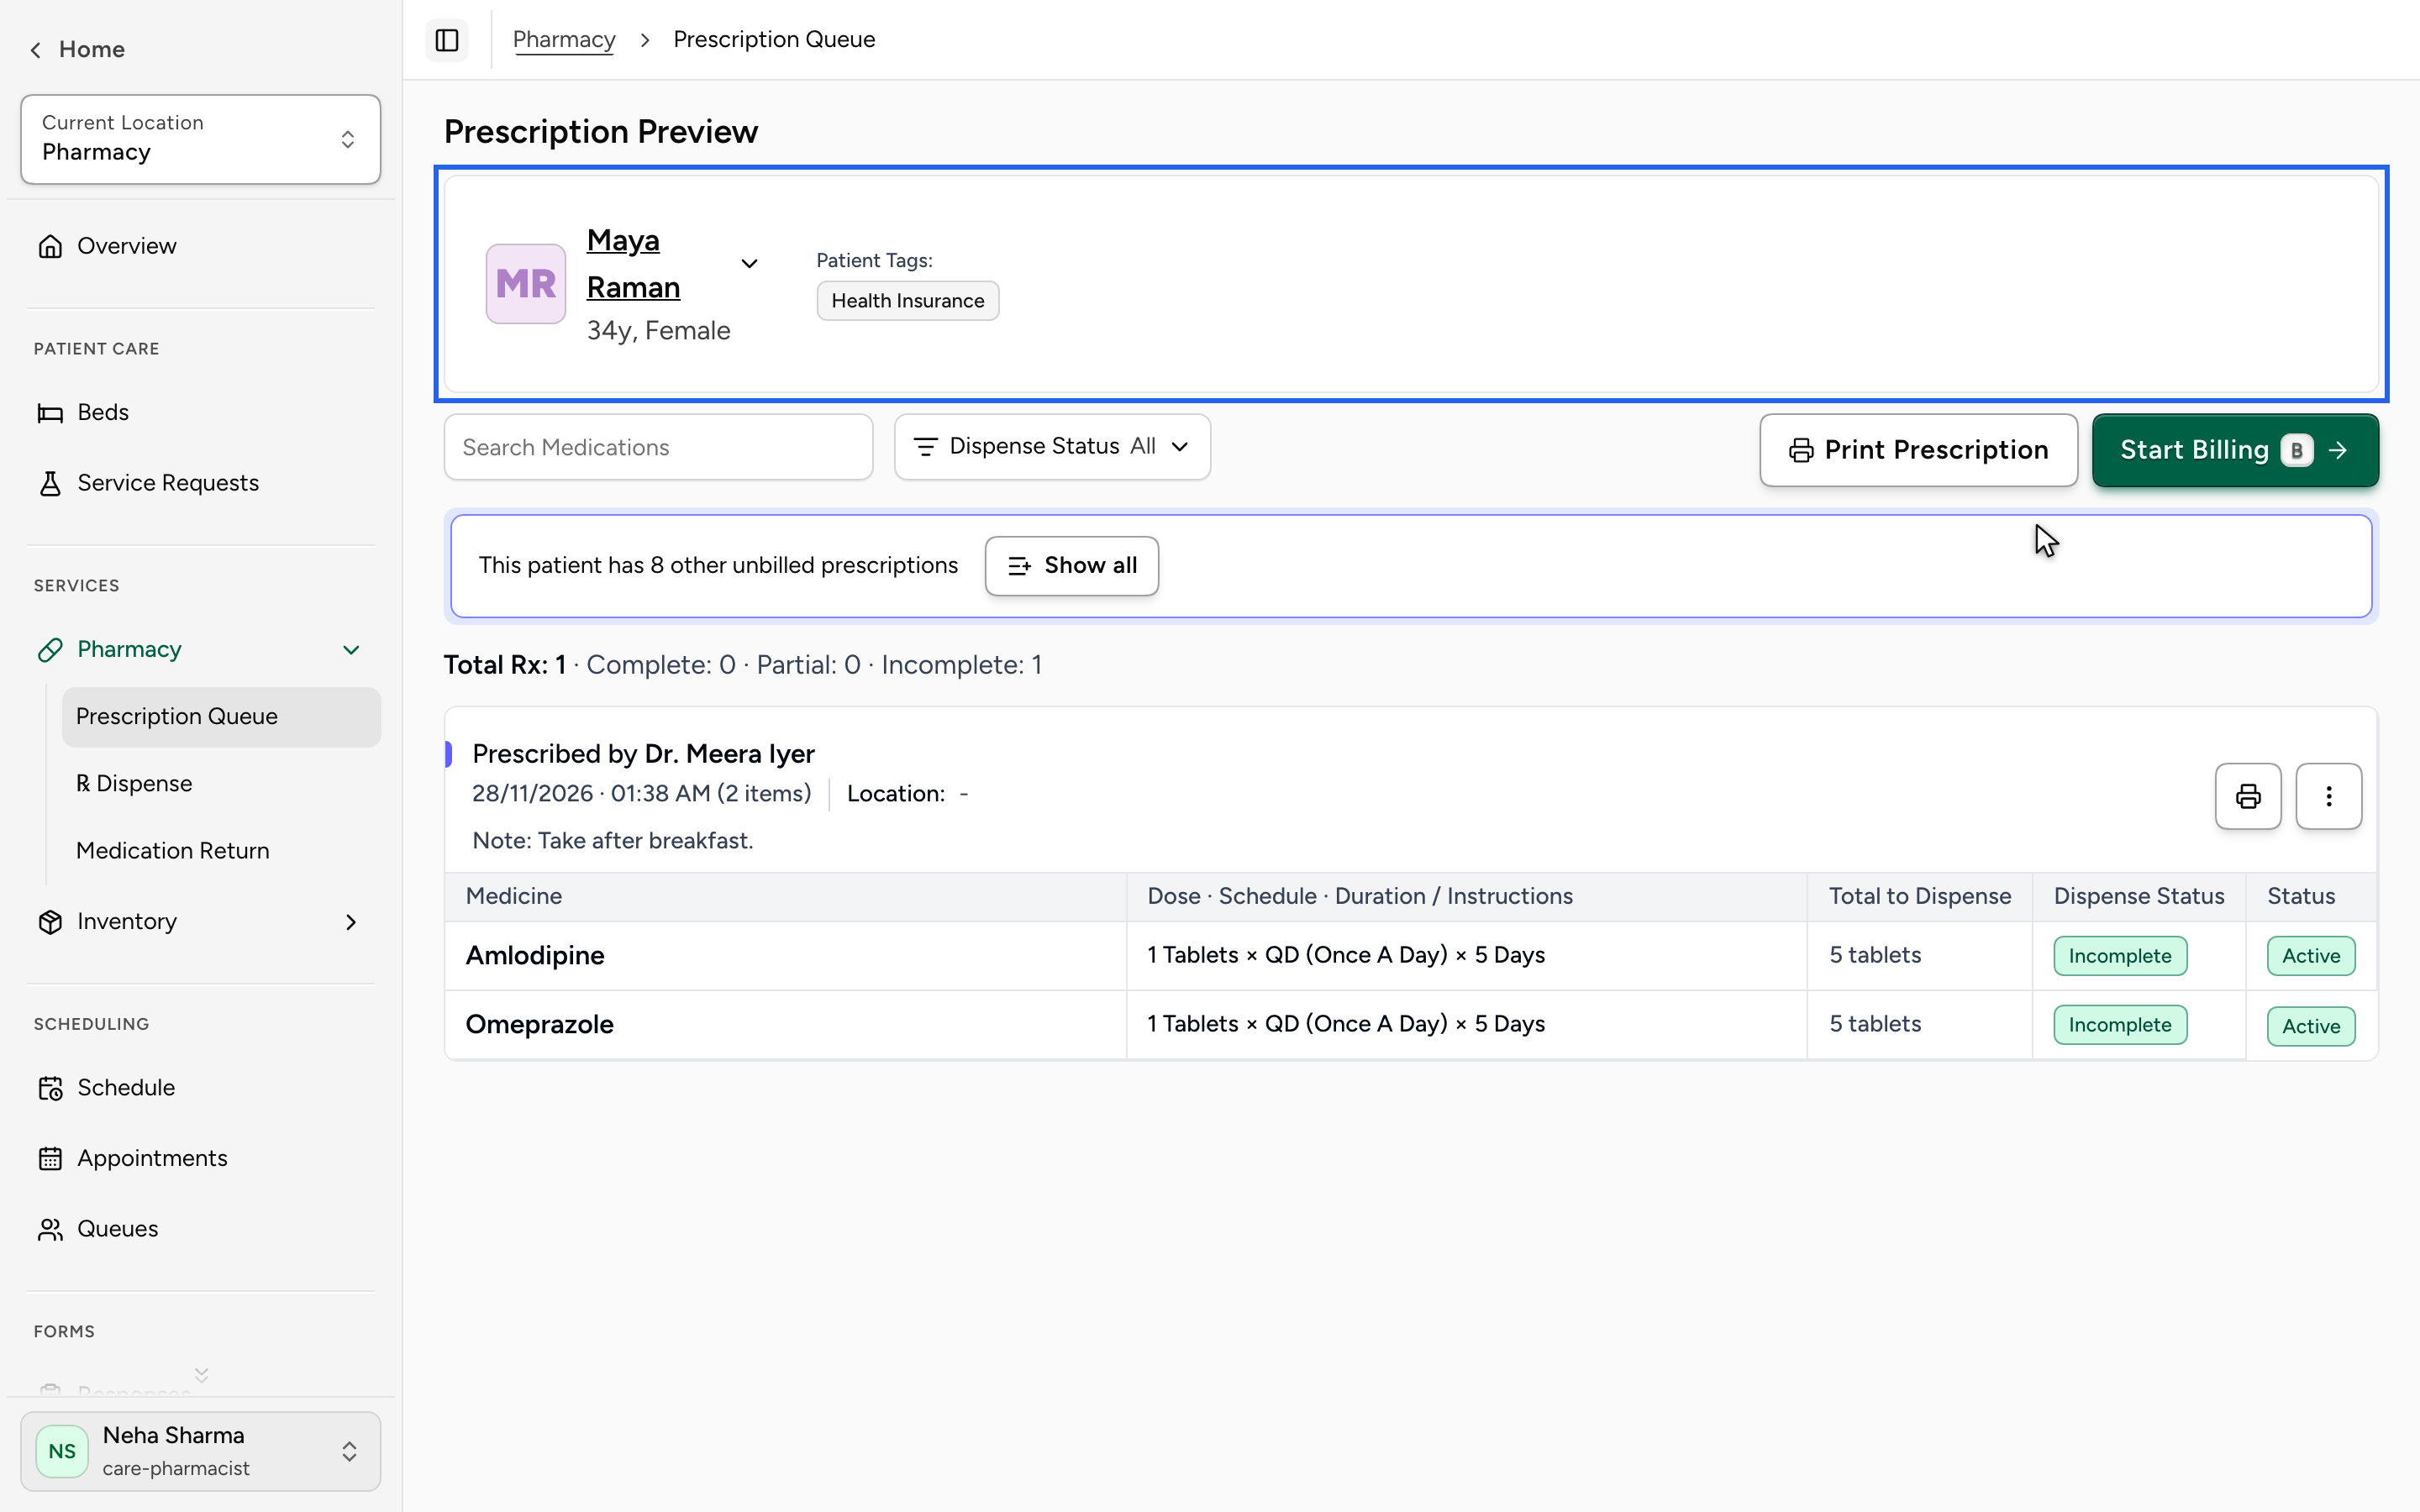 Home
Current Location
Pharmacy
Overview
PATIENT CARE
Beds
Service Requests
SERVICES
Pharmacy
Prescription Queue
℞ Dispense
Medication Return
Inventory
SCHEDULING
Schedule
Appointments
Queues
FORMS
Responses
NS
Neha Sharma
care-pharmacist
Pharmacy > Prescription Queue
Prescription Preview
MR
Maya
Raman
34y, Female
Patient Tags:
Health Insurance
Search Medications
Dispense Status All
Print Prescription
Start Billing B →
This patient has 8 other unbilled prescriptions
Show all
Total Rx: 1 · Complete: 0 · Partial: 0 · Incomplete: 1
Prescribed by Dr. Meera Iyer
28/11/2026 · 01:38 AM (2 items) Location: -
Note: Take after breakfast.
Medicine Dose · Schedule · Duration / Instructions Total to Dispense Dispense Status Status
Amlodipine 1 Tablets × QD (Once A Day) × 5 Days 5 tablets Incomplete Active
Omeprazole 1 Tablets × QD (Once A Day) × 5 Days 5 tablets Incomplete Active